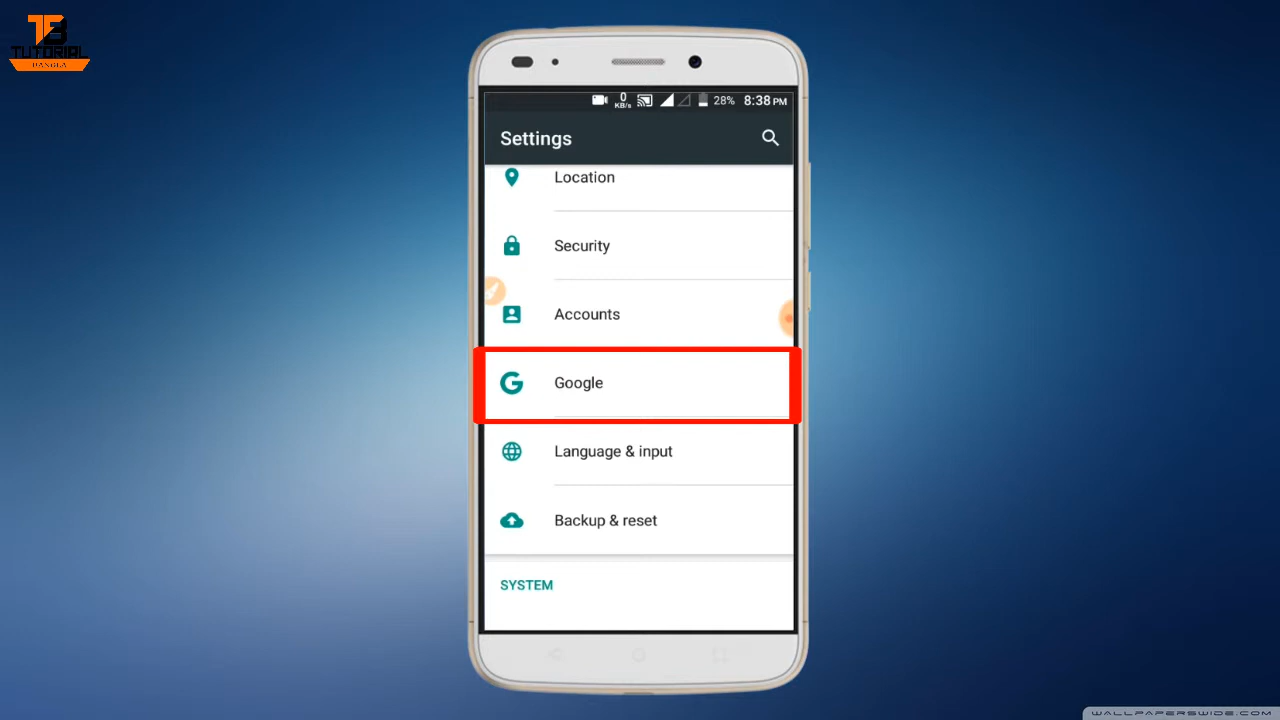 TB
TUTORIAL
BANGLA
0
KB/s
28%
8:38 PM
Settings
Location
Security
Accounts
Google
Language & input
Backup & reset
SYSTEM
WALLPAPERSWIDE.COM